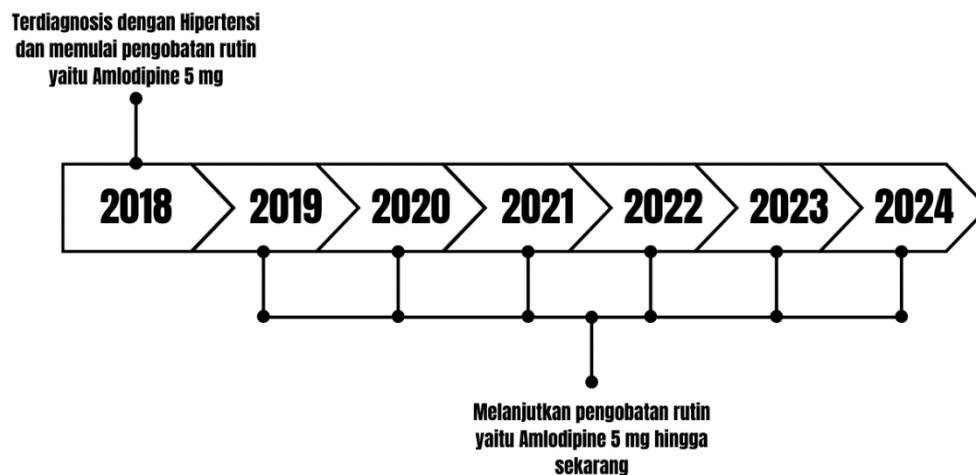 Terdiagnosis dengan Hipertensi
dan memulai pengobatan rutin
yaitu Amlodipine 5 mg
2018
2019
2020
2021
2022
2023
2024
Melanjutkan pengobatan rutin
yaitu Amlodipine 5 mg hingga
sekarang